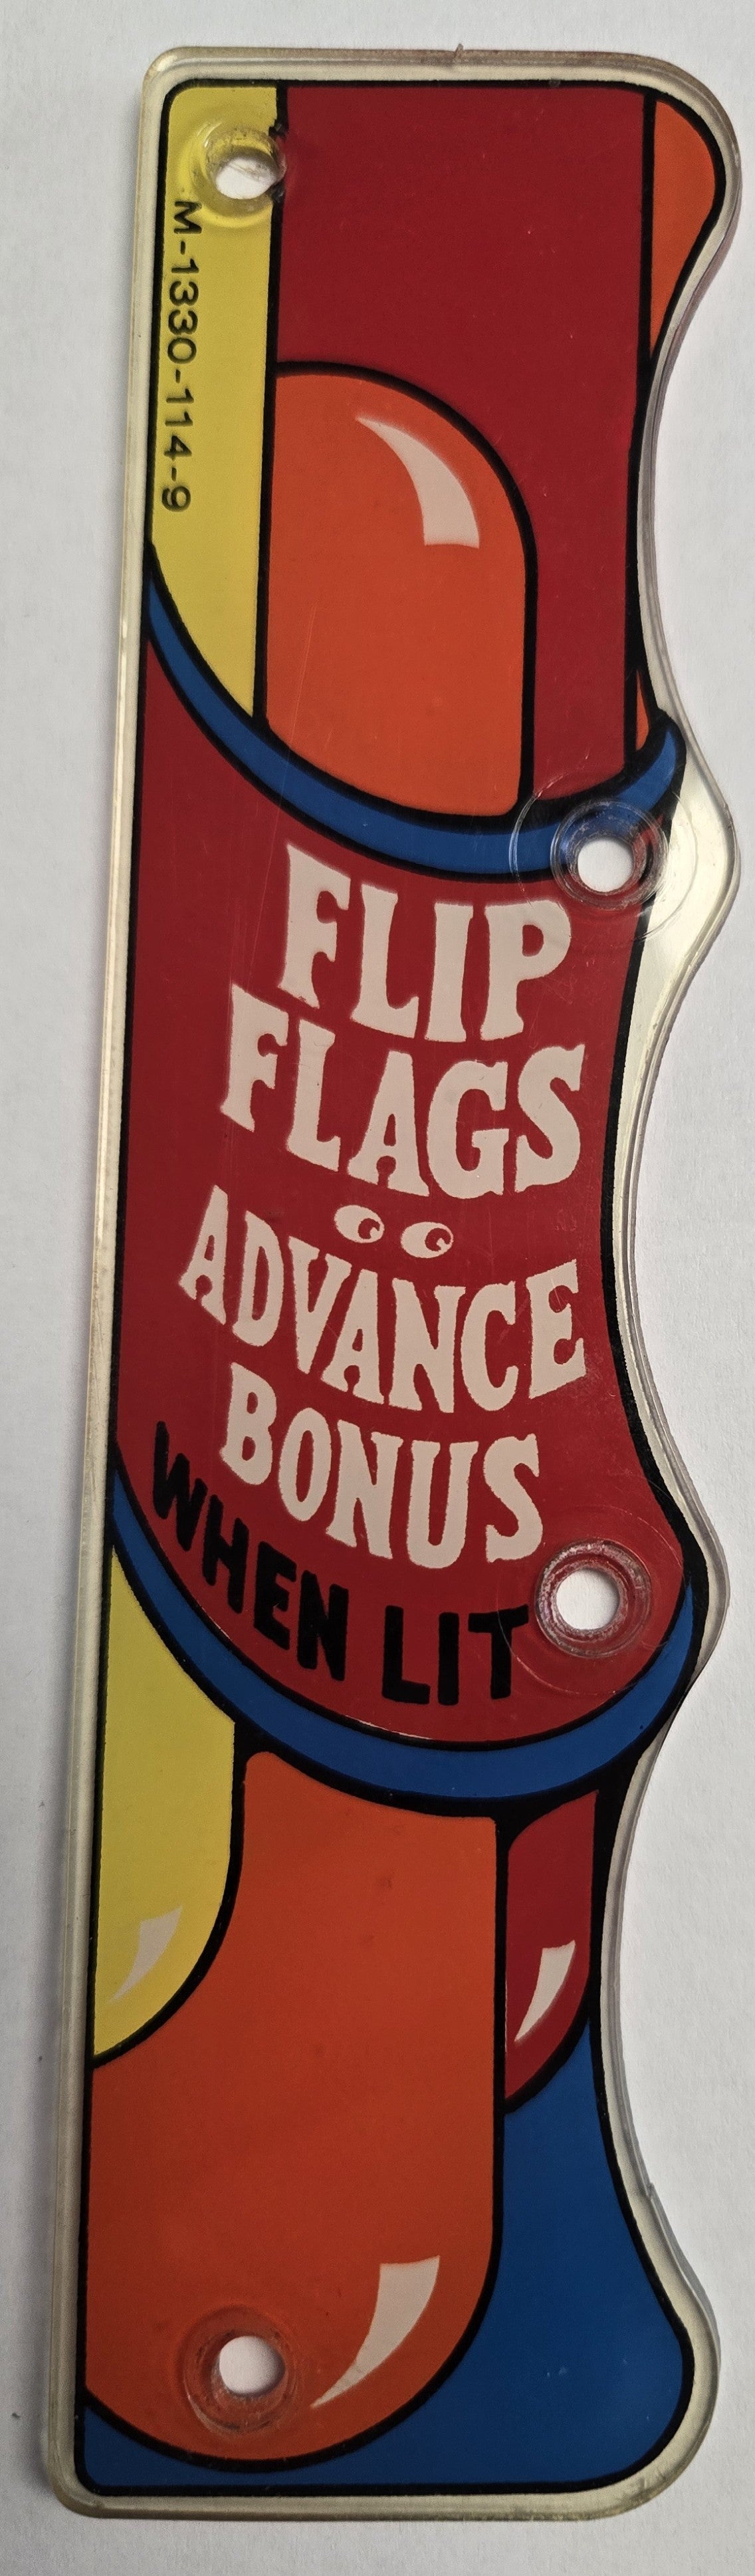 M-1330-114-9
FLIP
FLAGS
ADVANCE
BONUS
WHEN LIT